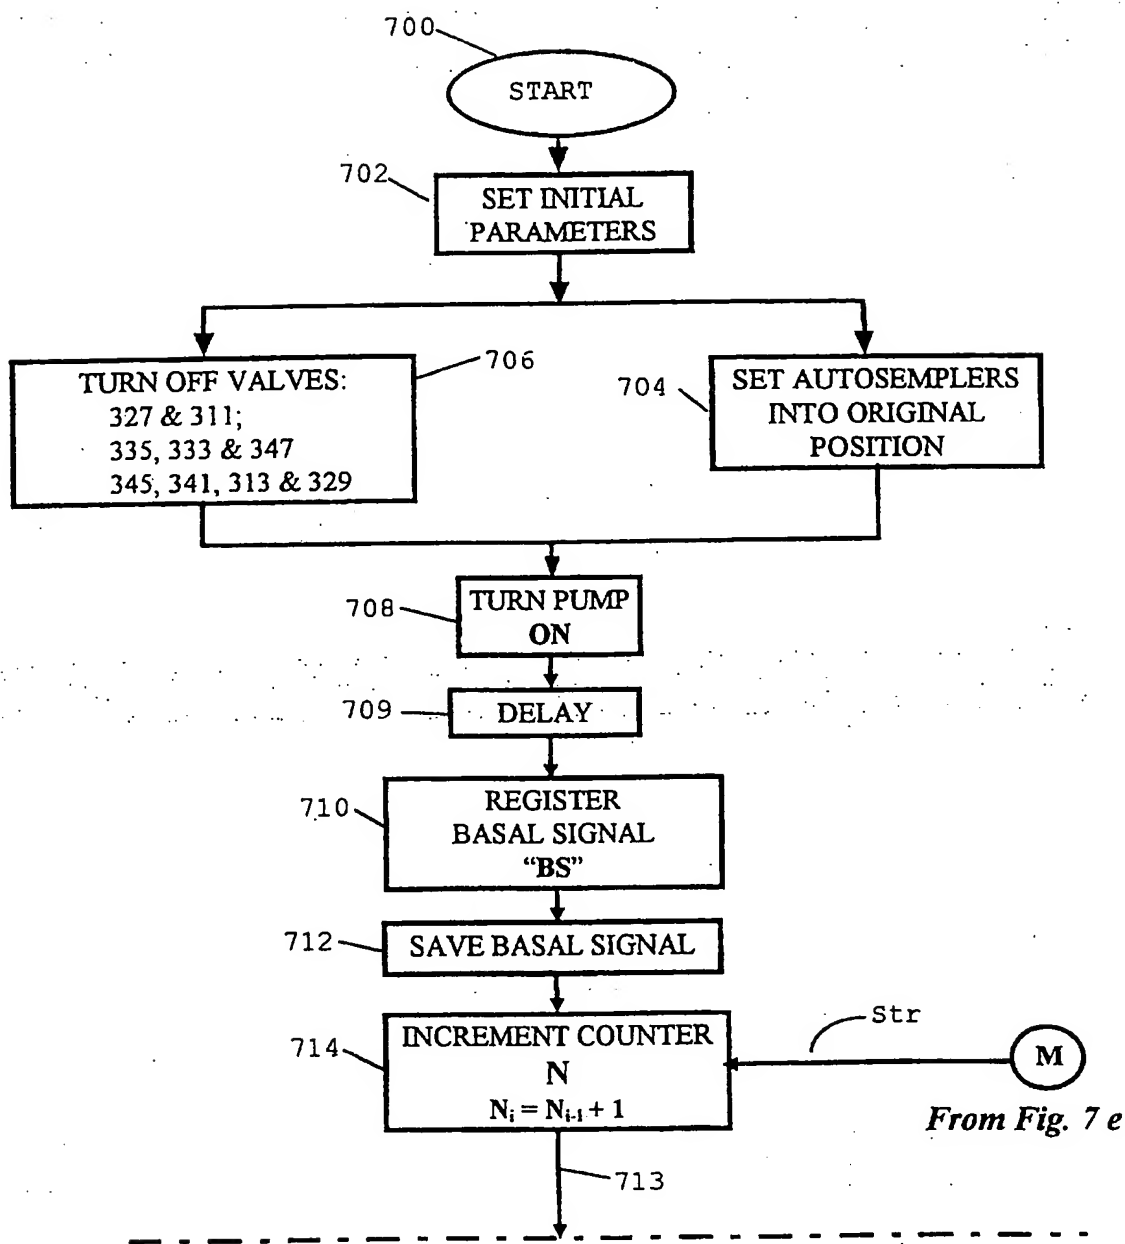 700
START
702
SET INITIAL
PARAMETERS
706
TURN OFF VALVES:
327 & 311;
335, 333 & 347
345, 341, 313 & 329
704
SET AUTOSEMPLERS
INTO ORIGINAL
POSITION
708
TURN PUMP
ON
709
DELAY
710
REGISTER
BASAL SIGNAL
“BS”
712
SAVE BASAL SIGNAL
714
INCREMENT COUNTER
N
Nᵢ = Nᵢ₋₁ + 1
Str
M
From Fig. 7 e
713